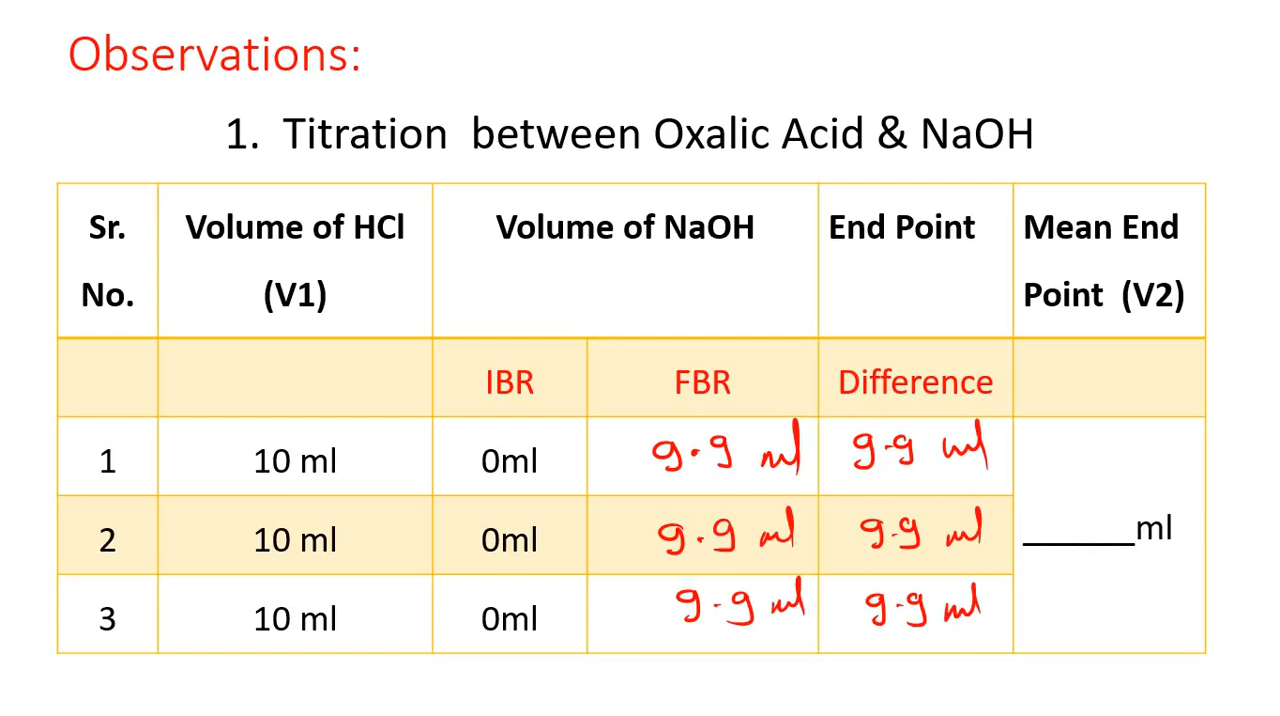 Observations:
1. Titration between Oxalic Acid & NaOH
Sr. No. Volume of HCl (V1) Volume of NaOH End Point Mean End Point (V2)
IBR FBR Difference
1 10 ml 0ml 9.9 ml 9.9 ml
2 10 ml 0ml 9.9 ml 9.9 ml
______ml
3 10 ml 0ml 9.9 ml 9.9 ml